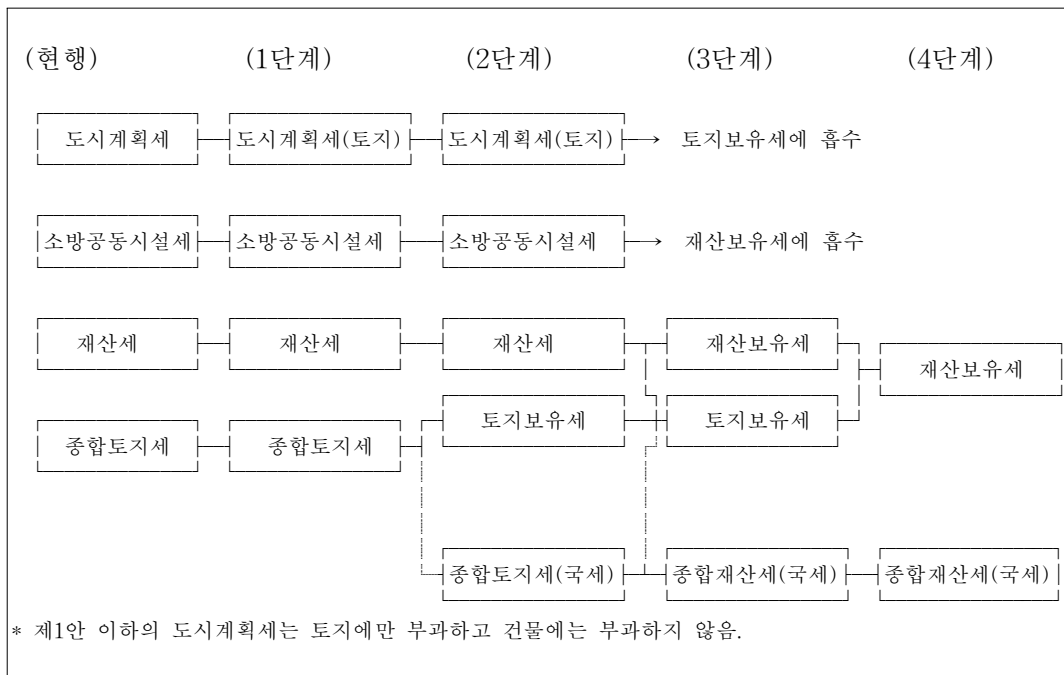 (현행) (1단계) (2단계) (3단계) (4단계)
도시계획세 도시계획세(토지) 도시계획세(토지) → 토지보유세에 흡수
소방공동시설세 소방공동시설세 소방공동시설세 → 재산보유세에 흡수
재산세 재산세 재산세 재산보유세
재산보유세
토지보유세 토지보유세
종합토지세 종합토지세
종합토지세(국세) 종합재산세(국세) 종합재산세(국세)
* 제1안 이하의 도시계획세는 토지에만 부과하고 건물에는 부과하지 않음.